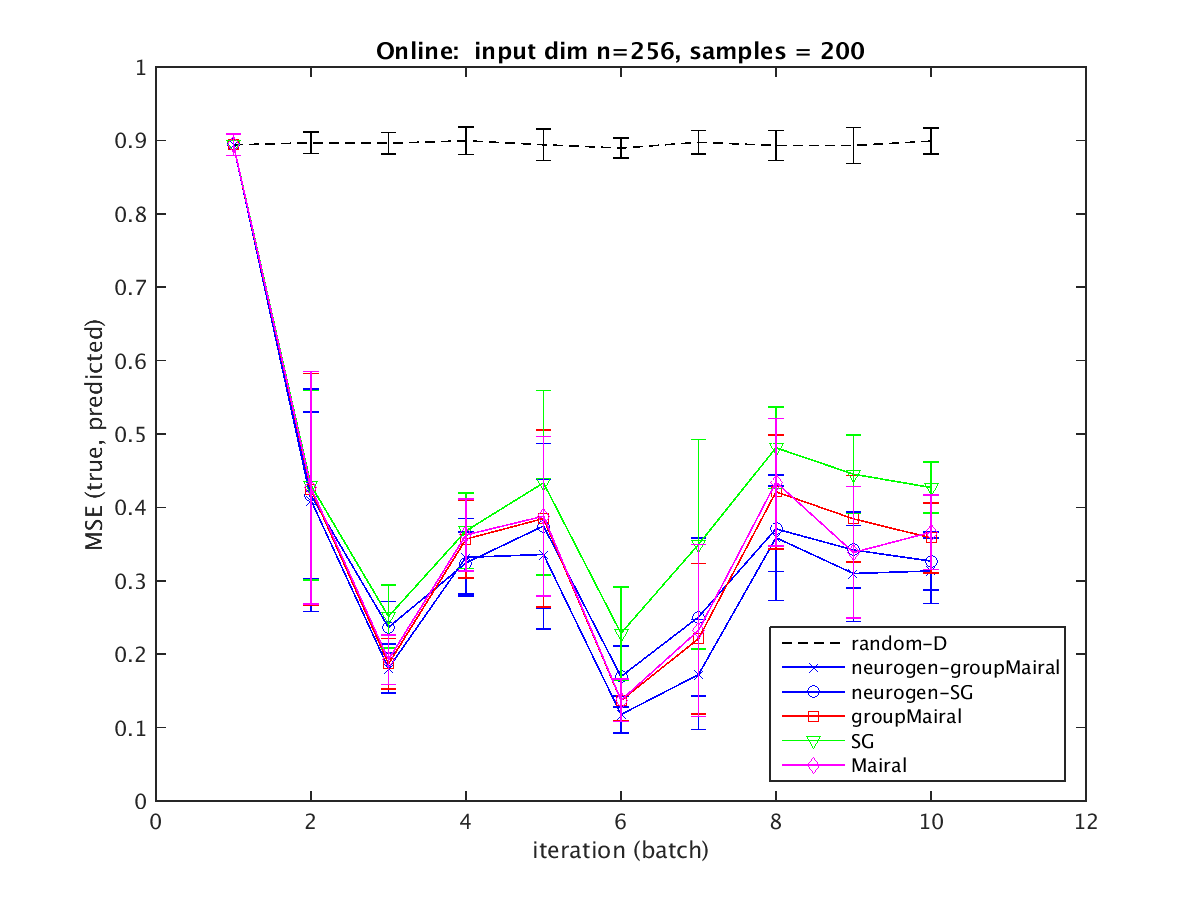 Online:  input dim n=256, samples = 200
1
0.9
0.8
0.7
0.6
0.5
0.4
0.3
0.2
0.1
0
MSE (true, predicted)
0 2 4 6 8 10 12
iteration (batch)
random-D
neurogen-groupMairal
neurogen-SG
groupMairal
SG
Mairal